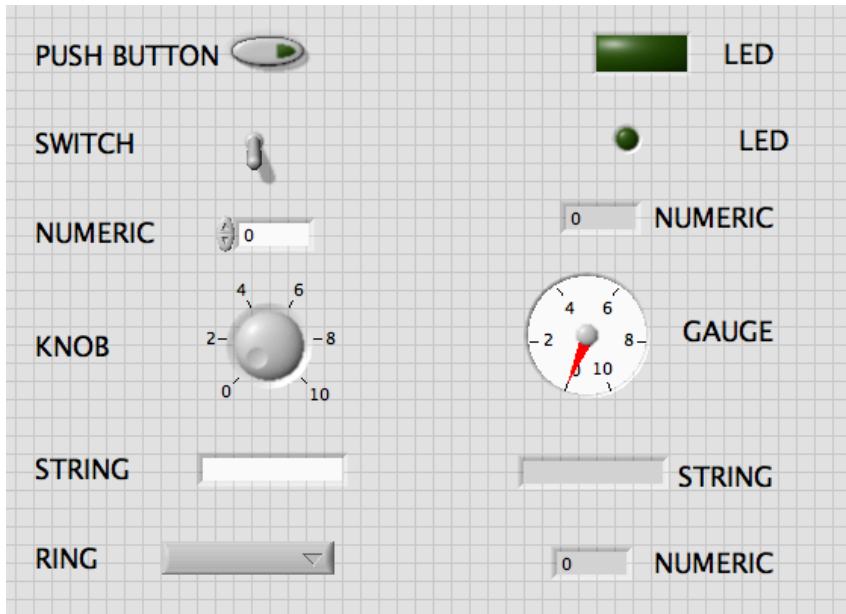 PUSH BUTTON LED
SWITCH LED
NUMERIC 0 0 NUMERIC
KNOB 0 2 4 6 8 10 0 2 4 6 8 10 GAUGE
STRING STRING
RING 0 NUMERIC